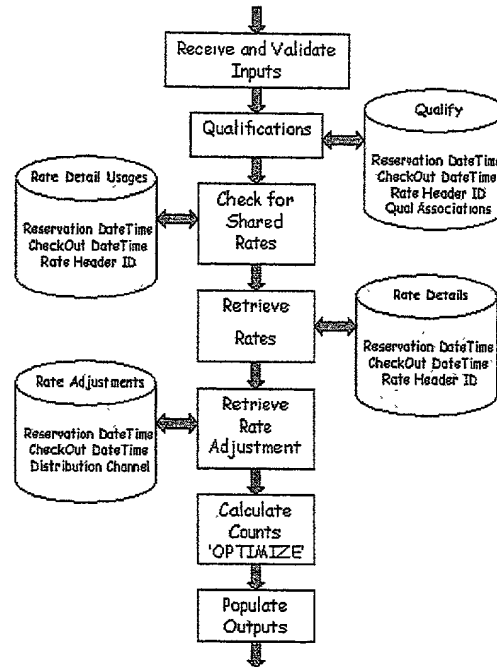 Receive and Validate
Inputs
Qualifications
Qualify
Reservation DateTime
CheckOut DateTime
Rate Header ID
Qual Associations
Rate Detail Usages
Reservation DateTime
CheckOut DateTime
Rate Header ID
Check for
Shared
Rates
Retrieve
Rates
Rate Details
Reservation DateTime
CheckOut DateTime
Rate Header ID
Rate Adjustments
Reservation DateTime
CheckOut DateTime
Distribution Channel
Retrieve
Rate
Adjustment
Calculate
Counts
'OPTIMIZE'
Populate
Outputs